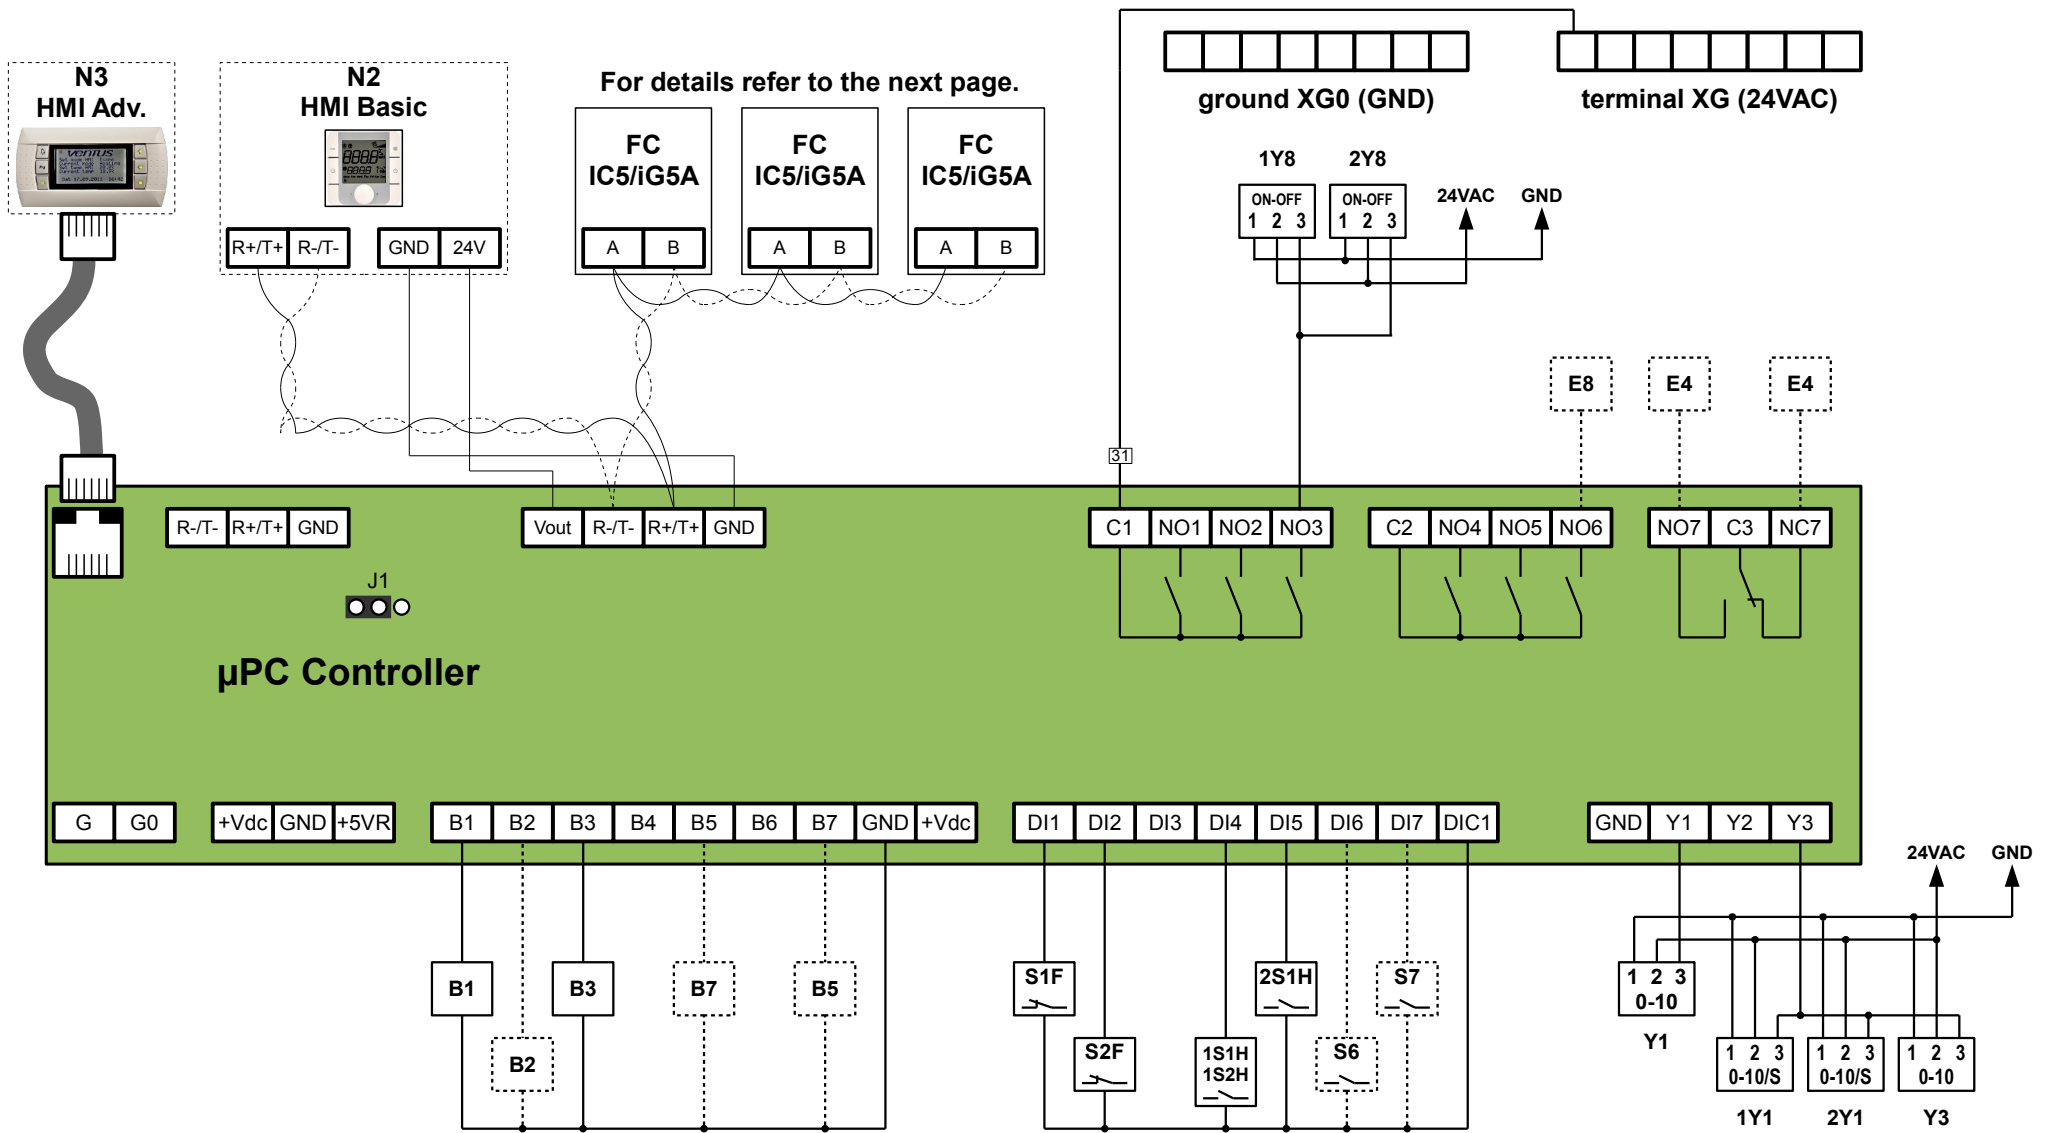 N3
HMI Adv.
ventus
N2
HMI Basic
For details refer to the next page.
FC
IC5/iG5A
FC
IC5/iG5A
FC
IC5/iG5A
ground XG0 (GND)
terminal XG (24VAC)
1Y8
2Y8
ON-OFF
1 2 3
ON-OFF
1 2 3
24VAC
GND
R+/T+ R-/T-
GND 24V
A B
A B
A B
E8
E4
E4
31
R-/T- R+/T+ GND
Vout R-/T- R+/T+ GND
C1 NO1 NO2 NO3
C2 NO4 NO5 NO6
NO7 C3 NC7
J1
µPC Controller
G G0
+Vdc GND +5VR
B1 B2 B3 B4 B5 B6 B7 GND +Vdc
DI1 DI2 DI3 DI4 DI5 DI6 DI7 DIC1
GND Y1 Y2 Y3
24VAC
GND
B1
B3
B7
B5
B2
S1F
2S1H
S7
S2F
1S1H
1S2H
S6
1 2 3
0-10
Y1
1 2 3
0-10/S
1Y1
1 2 3
0-10/S
2Y1
1 2 3
0-10
Y3